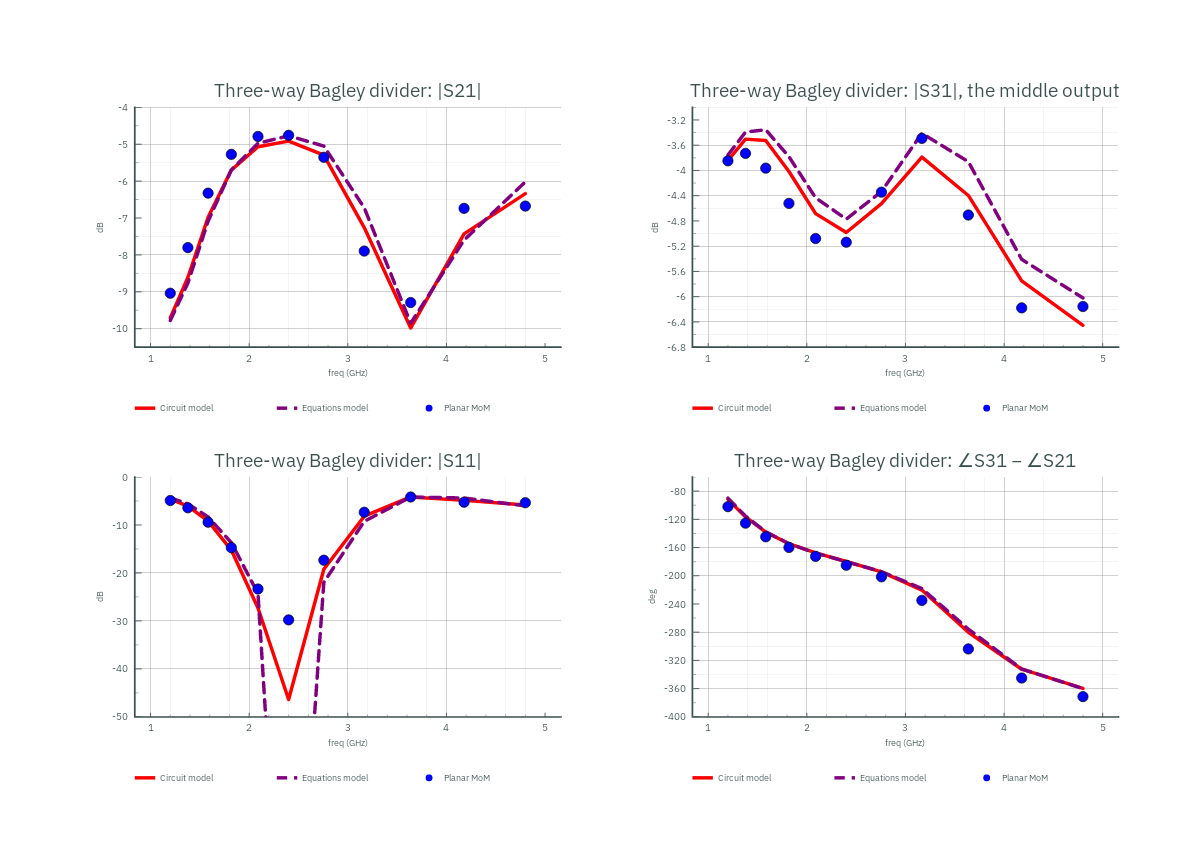 Three-way Bagley divider: |S21|
-4
-5
-6
-7
-8
-9
-10
dB
1 2 3 4 5
freq (GHz)
Circuit model Equations model Planar MoM
Three-way Bagley divider: |S31|, the middle output
-3.2
-3.6
-4
-4.4
-4.8
-5.2
-5.6
-6
-6.4
-6.8
dB
1 2 3 4 5
freq (GHz)
Circuit model Equations model Planar MoM
Three-way Bagley divider: |S11|
0
-10
-20
-30
-40
-50
dB
1 2 3 4 5
freq (GHz)
Circuit model Equations model Planar MoM
Three-way Bagley divider: ∠S31 – ∠S21
-80
-120
-160
-200
-240
-280
-320
-360
-400
deg
1 2 3 4 5
freq (GHz)
Circuit model Equations model Planar MoM